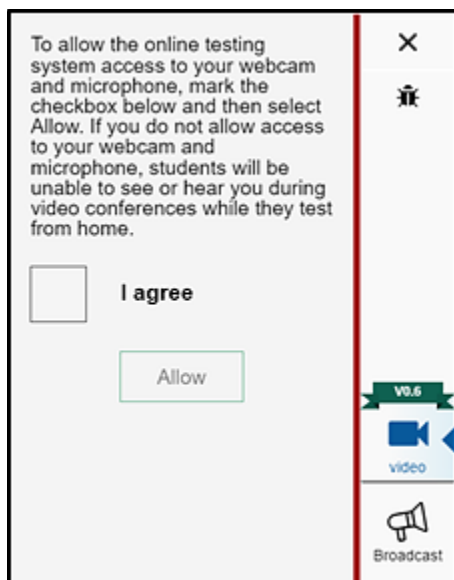 To allow the online testing
system access to your webcam
and microphone, mark the
checkbox below and then select
Allow. If you do not allow access
to your webcam and
microphone, students will be
unable to see or hear you during
video conferences while they test
from home.
I agree
Allow
V0.6
video
Broadcast